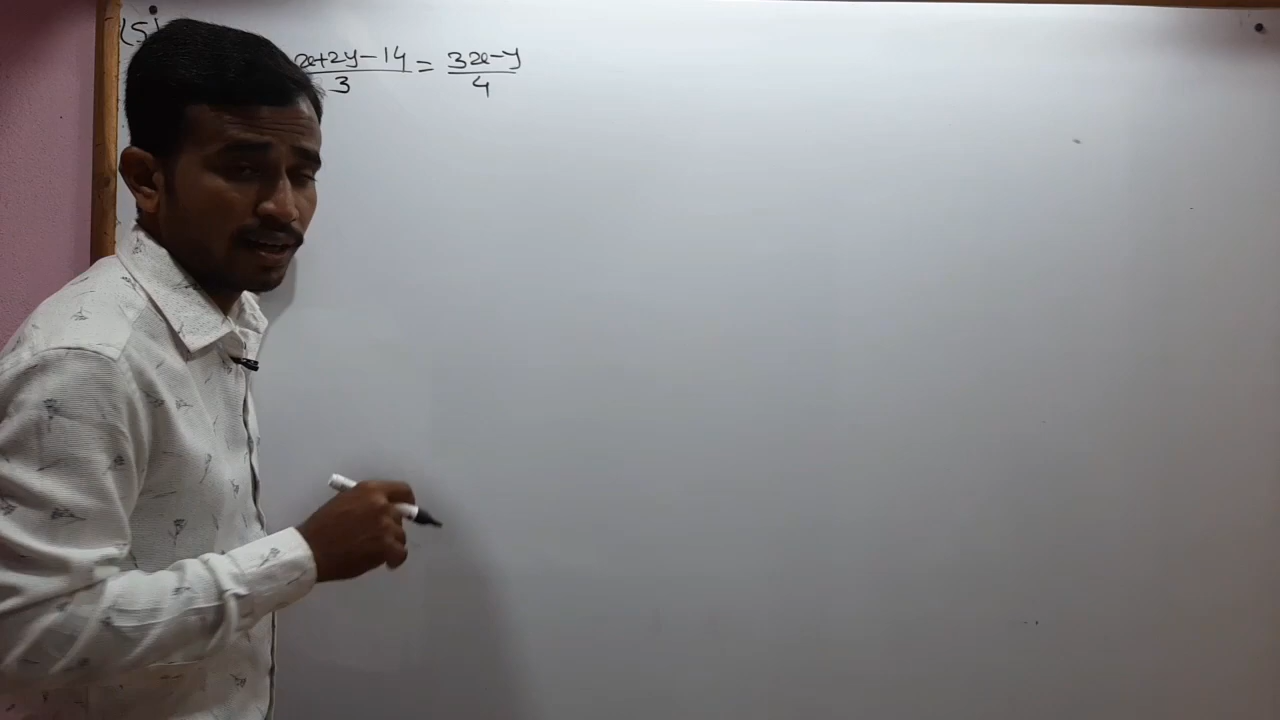 (5)
x+2y-14/3 = 3x-y/4